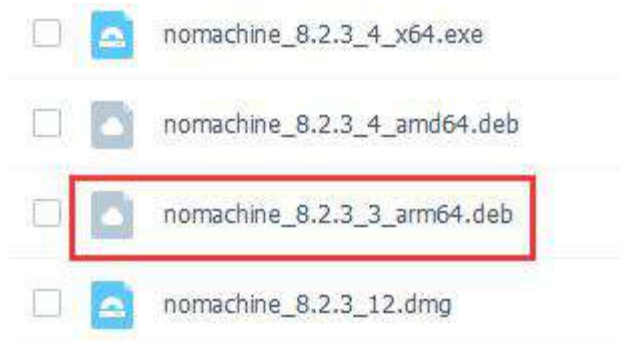 nomachine_8.2.3_4_x64.exe
nomachine_8.2.3_4_amd64.deb
nomachine_8.2.3_3_arm64.deb
nomachine_8.2.3_12.dmg